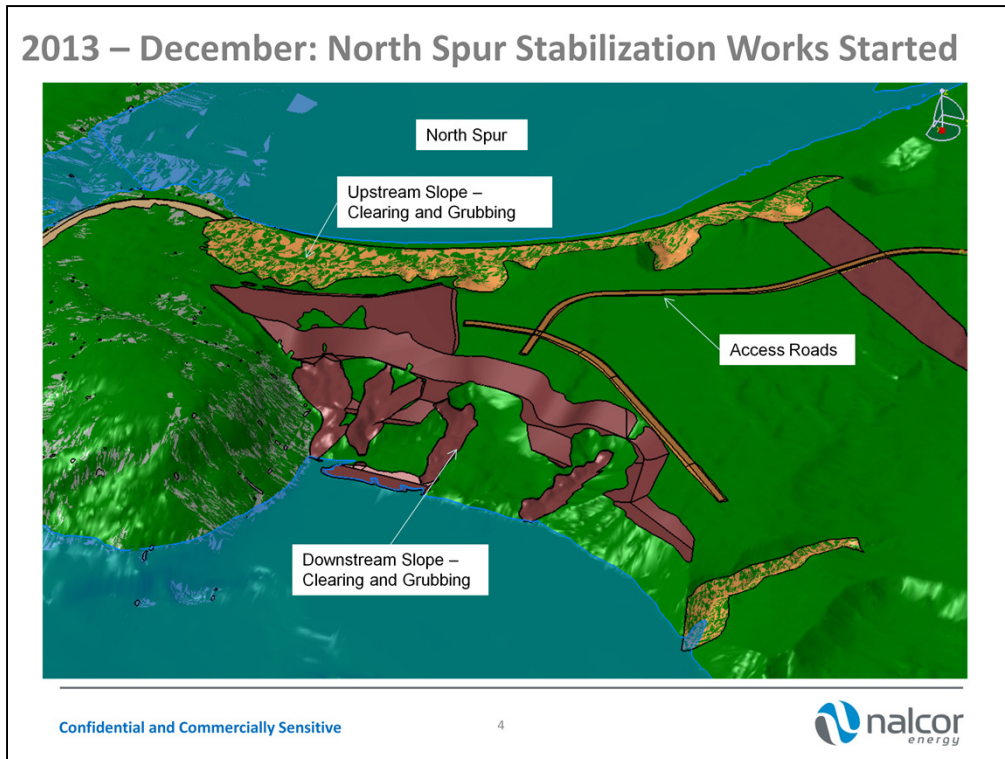 2013 – December: North Spur Stabilization Works Started
North Spur
Upstream Slope –
Clearing and Grubbing
Access Roads
Downstream Slope –
Clearing and Grubbing
Confidential and Commercially Sensitive
4
nalcor
energy